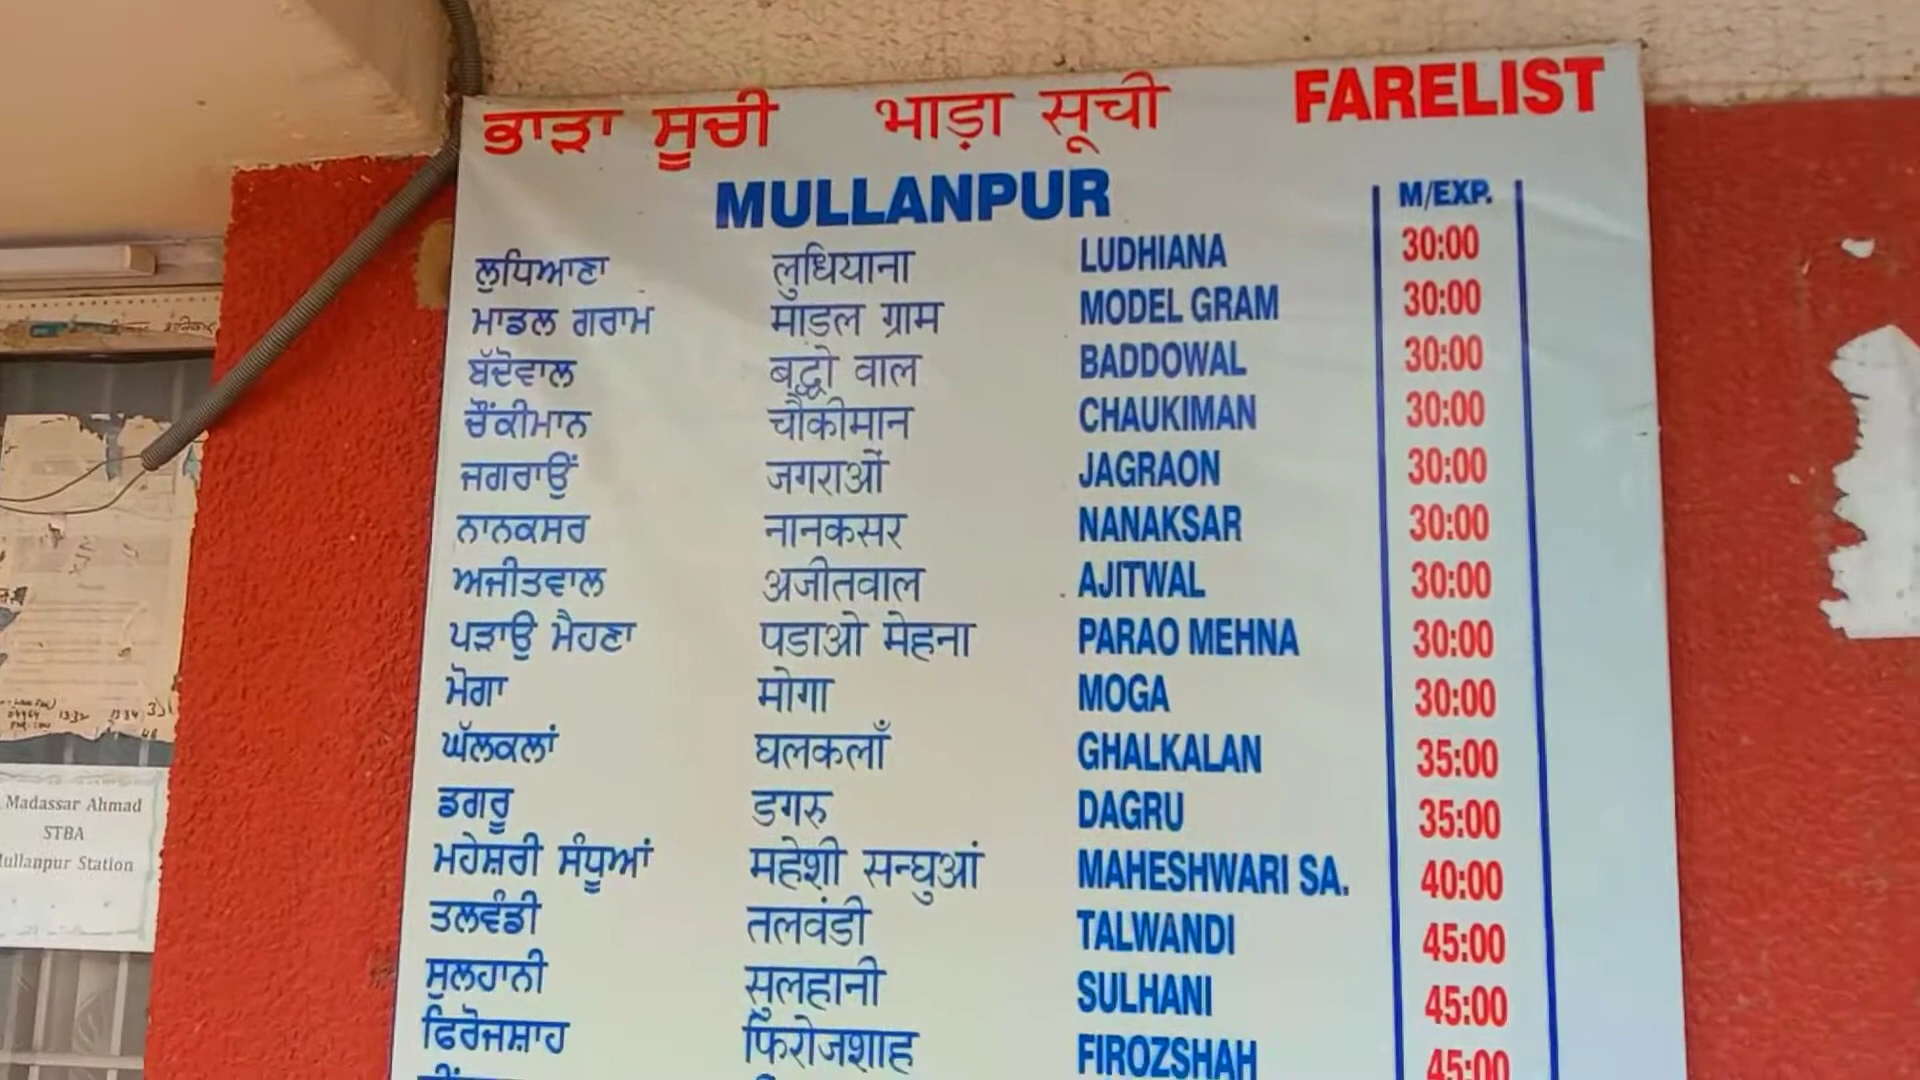 ਭਾੜਾ ਸੂਚੀ भाड़ा सूची FARELIST
MULLANPUR M/EXP.
ਲੁਧਿਆਣਾ लुधियाना LUDHIANA 30:00
ਮਾਡਲ ਗਰਾਮ माडल ग्राम MODEL GRAM 30:00
ਬੱਦੋਵਾਲ बद्धो वाल BADDOWAL 30:00
ਚੌਂਕੀਮਾਨ चौकीमान CHAUKIMAN 30:00
ਜਗਰਾਉਂ जगराओं JAGRAON 30:00
ਨਾਨਕਸਰ नानकसर NANAKSAR 30:00
ਅਜੀਤਵਾਲ अजीतवाल AJITWAL 30:00
ਪੜਾਉ ਮੈਹਣਾ पडाओ मेहना PARAO MEHNA 30:00
ਮੋਗਾ मोगा MOGA 30:00
ਘੱਲਕਲਾਂ घलकलाँ GHALKALAN 35:00
ਡਗਰੂ डगरु DAGRU 35:00
ਮਹੇਸ਼ਰੀ ਸੰਧੂਆਂ महेशी सन्घुआं MAHESHWARI SA. 40:00
ਤਲਵੰਡੀ तलवंडी TALWANDI 45:00
ਸੁਲਹਾਨੀ सुलहानी SULHANI 45:00
ਫਿਰੋਜਸ਼ਾਹ फिरोजशाह FIROZSHAH 45:00
Madassar Ahmad
STBA
ullanpur Station